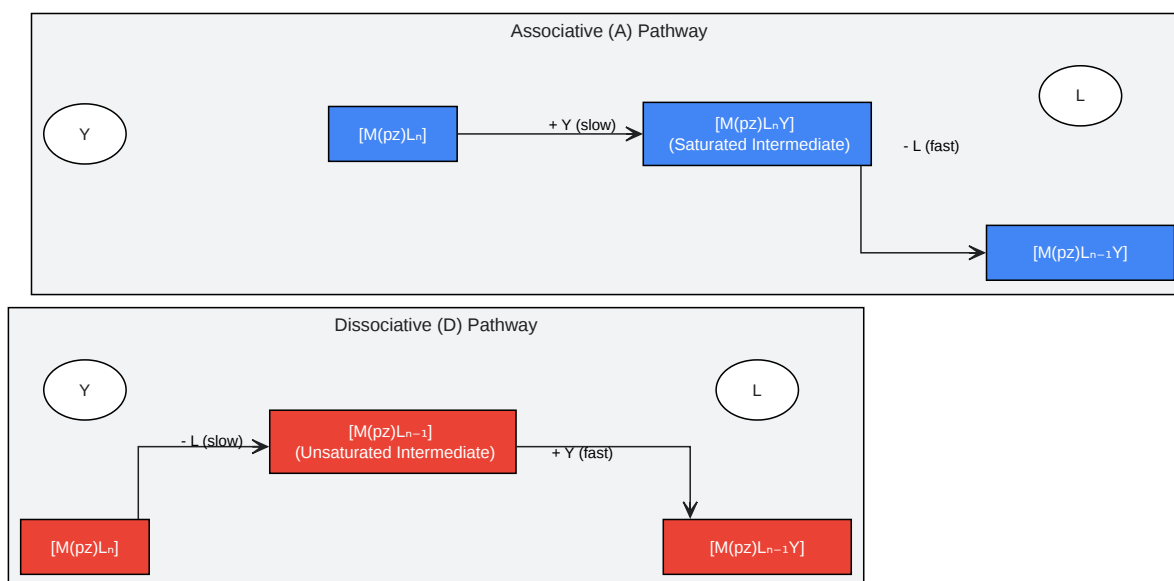 Associative (A) Pathway
Y
[M(pz)Lₙ]
+ Y (slow)
[M(pz)LₙY]
(Saturated Intermediate)
L
- L (fast)
[M(pz)Lₙ₋₁Y]
Dissociative (D) Pathway
Y
- L (slow)
[M(pz)Lₙ₋₁]
(Unsaturated Intermediate)
+ Y (fast)
L
[M(pz)Lₙ]
[M(pz)Lₙ₋₁Y]